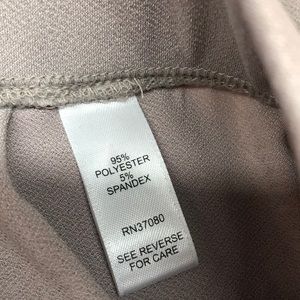 95%
POLYESTER
5%
SPANDEX
RN37080
SEE REVERSE
FOR CARE